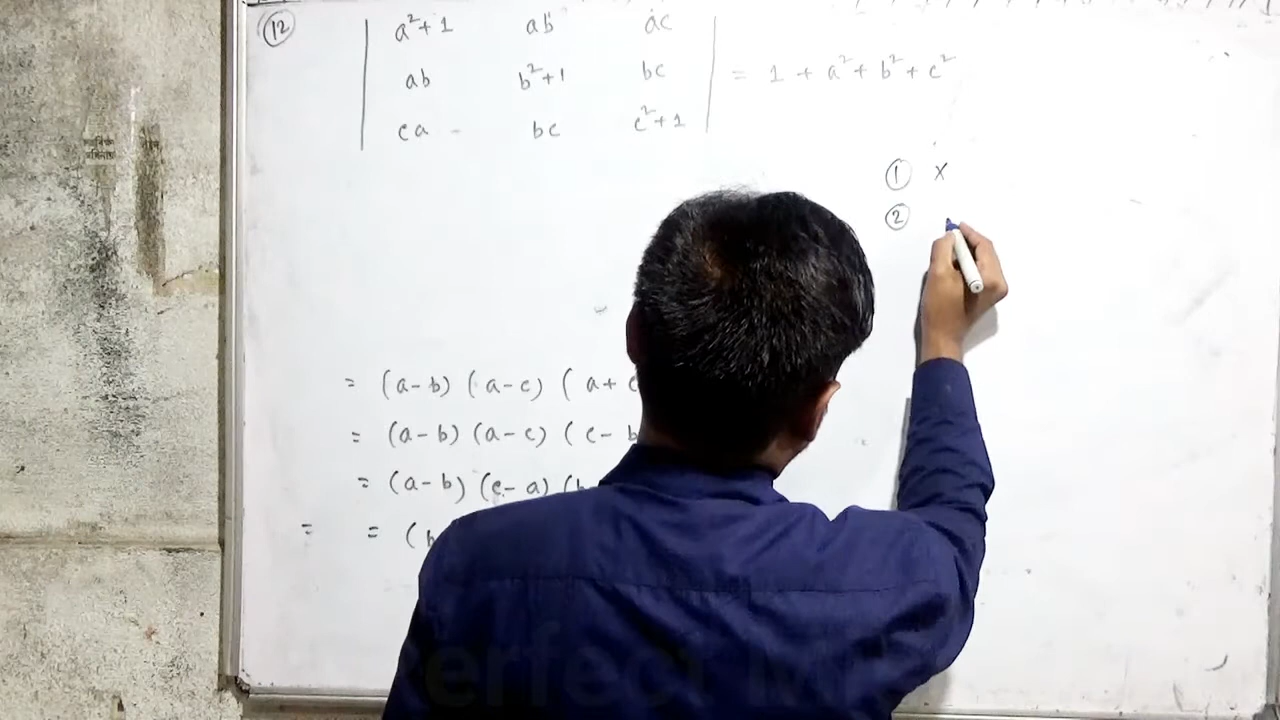 (12) | a²+1 ab ac |
| ab b²+1 bc | = 1 + a² + b² + c²
| ca bc c²+1 |
① x
②
= (a-b) (a-c) (a+c
= (a-b) (a-c) (c-b
= (a-b) (c-a) (b
= = (b
Perfect M